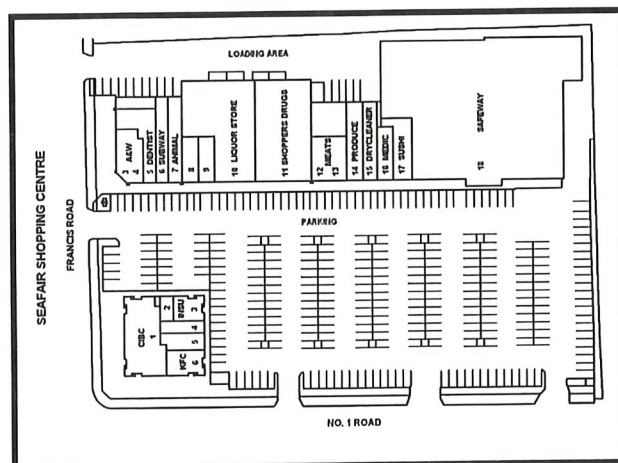 SEAFAIR SHOPPING CENTRE
FRANCIS ROAD
LOADING AREA
3 A&W
4
5 DENTIST
6 SUBWAY
7 ANIMAL
8
9
10 LIQUOR STORE
11 SHOPPERS DRUGS
12 MEATS
13
14 PRODUCE
15 DRYCLEANER
16 MEDIC
17 SUSHI
18 SAFEWAY
PARKING
CIBC
1
2
INSU
3
4
5
KFC
6
NO. 1 ROAD